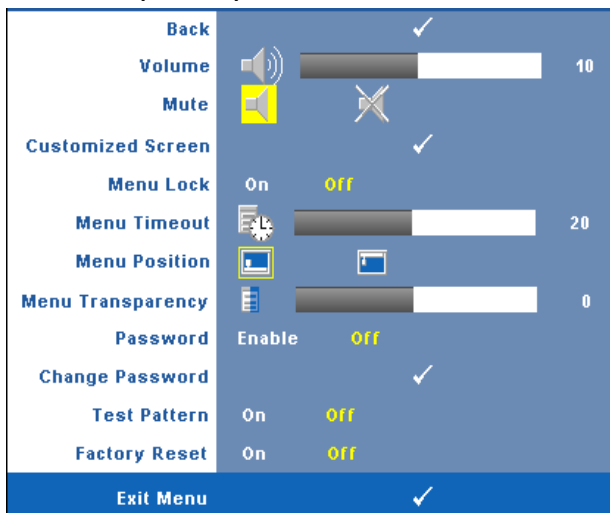 Back
Volume 10
Mute
Customized Screen
Menu Lock On Off
Menu Timeout 20
Menu Position
Menu Transparency 0
Password Enable Off
Change Password
Test Pattern On Off
Factory Reset On Off
Exit Menu